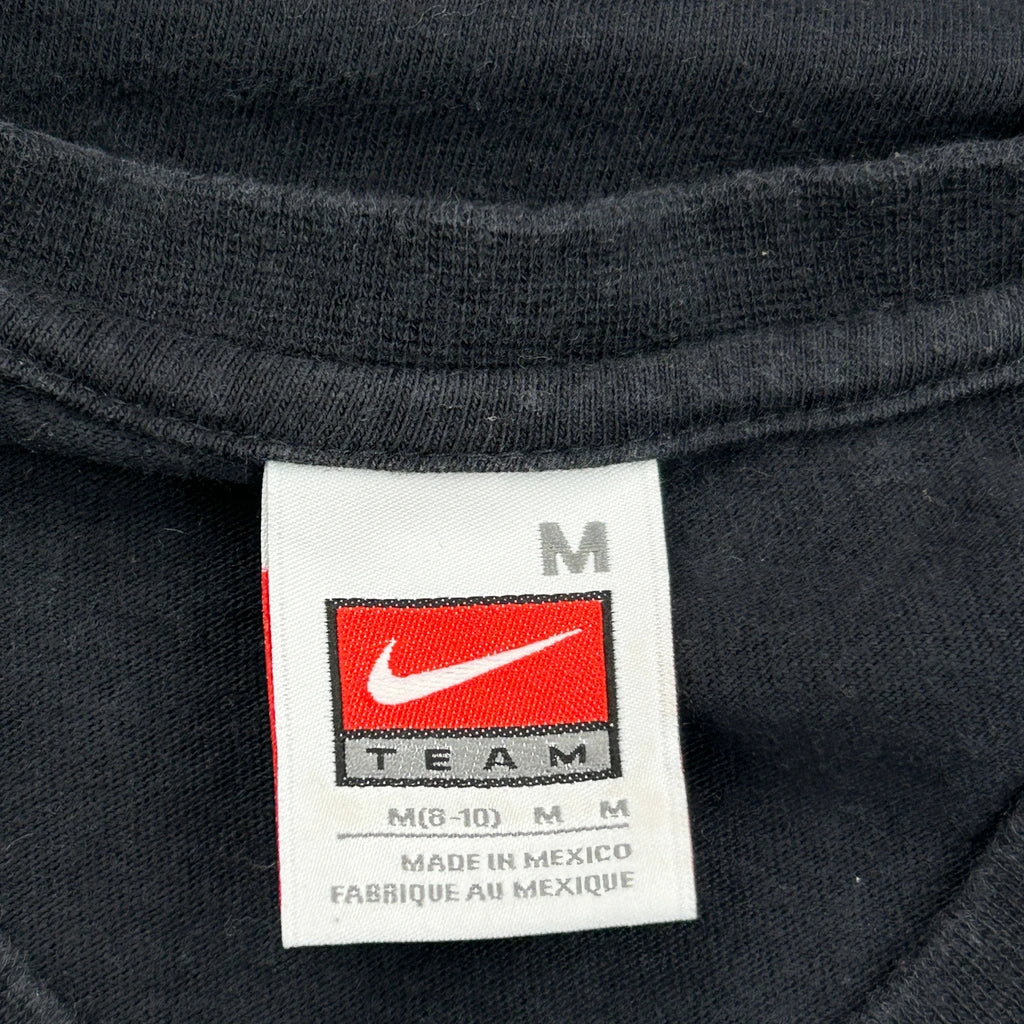 M
TEAM
M(8-10) M M
MADE IN MEXICO
FABRIQUE AU MEXIQUE